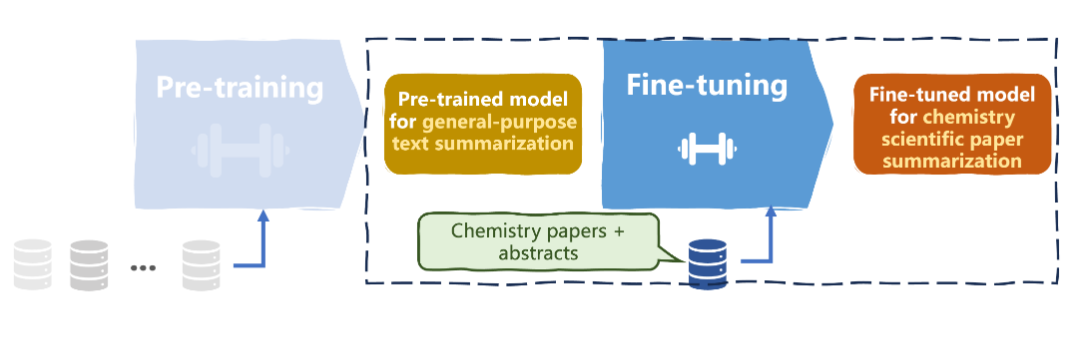 Pre-training
Pre-trained model
for general-purpose
text summarization
Fine-tuning
Fine-tuned model
for chemistry
scientific paper
summarization
Chemistry papers +
abstracts
...